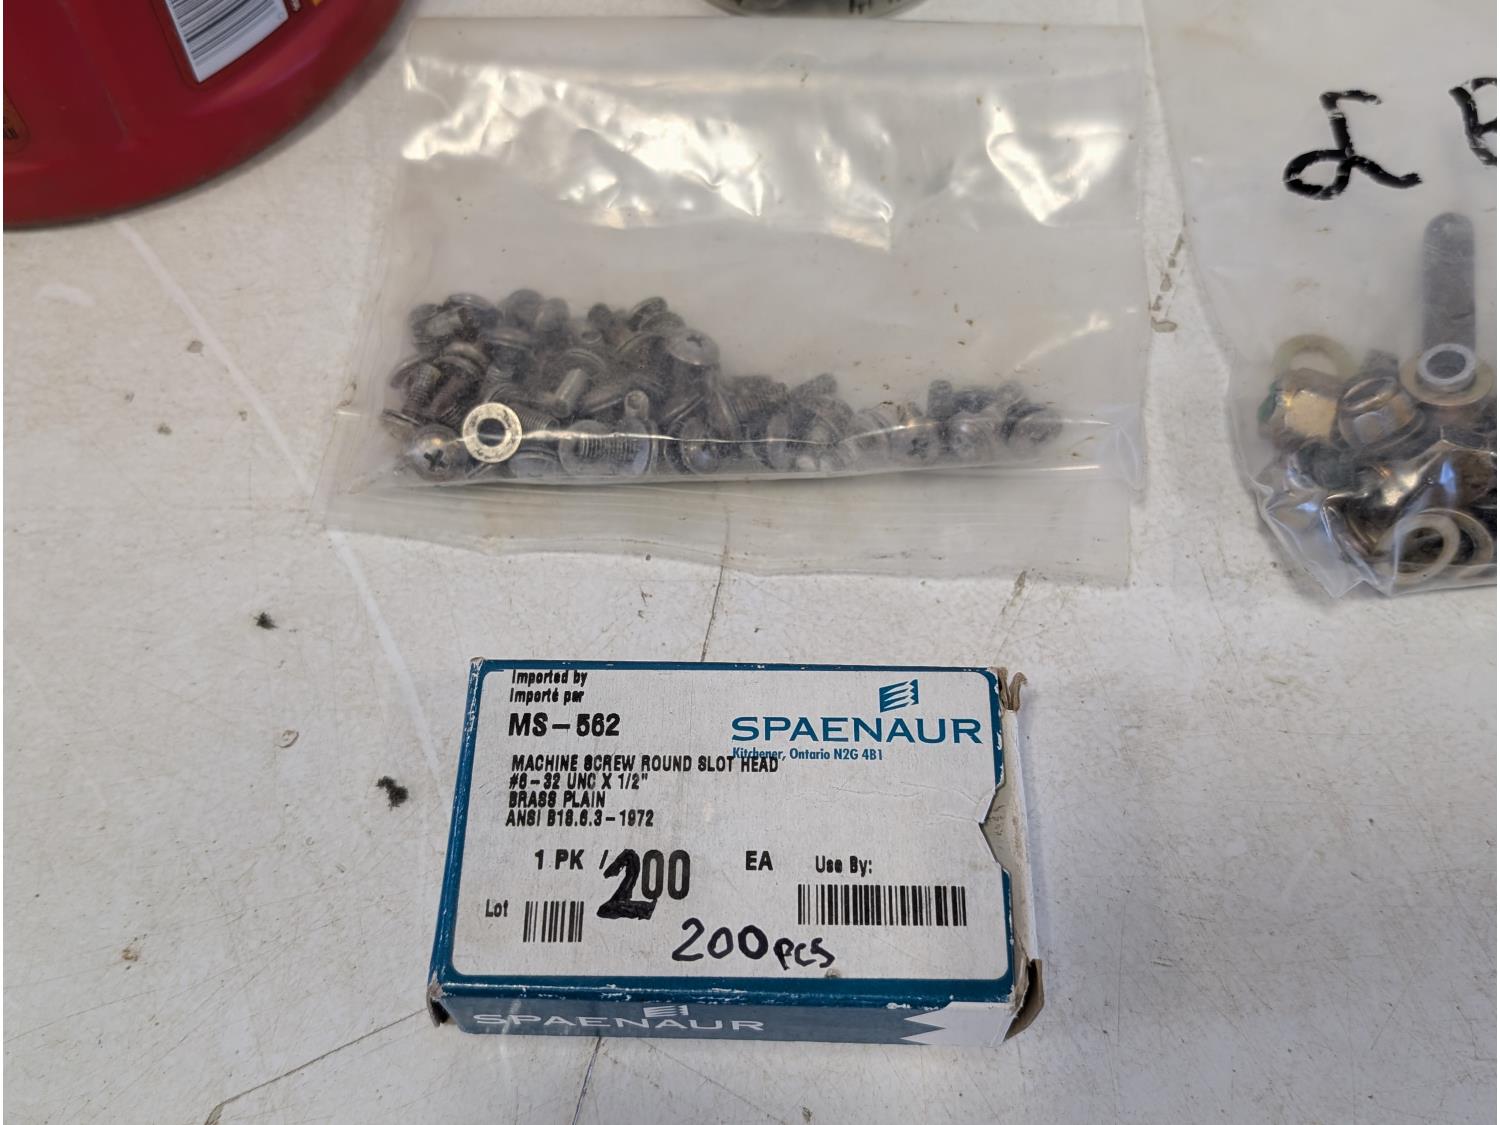 Imported by
Importé par
MS-562
SPAENAUR
Kitchener, Ontario N2G 4B1
MACHINE SCREW ROUND SLOT HEAD
#6-32 UNC X 1/2"
BRASS PLAIN
ANSI B18.6.3-1972
1 PK / 200 EA Use By:
Lot
200 pcs
SPAENAUR